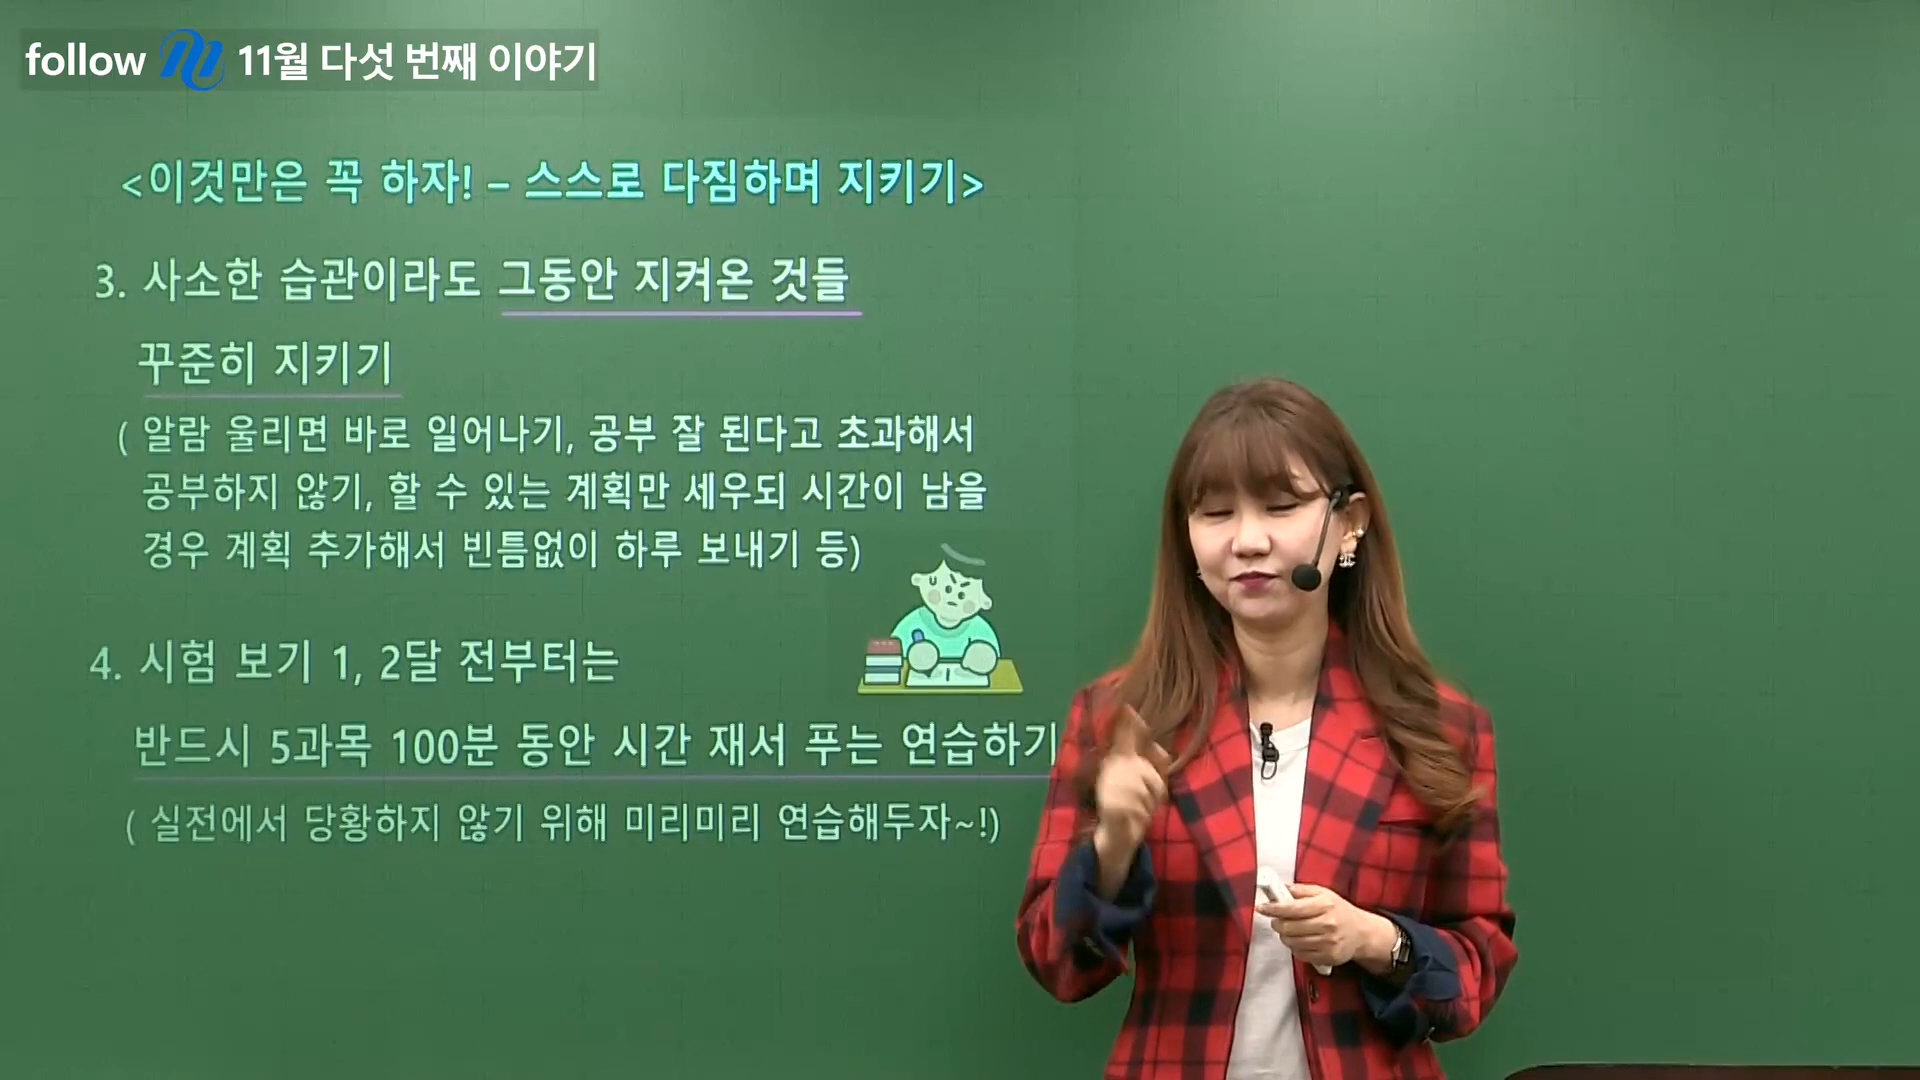 follow 11월 다섯 번째 이야기
<이것만은 꼭 하자! – 스스로 다짐하며 지키기>
3. 사소한 습관이라도 그동안 지켜온 것들
꾸준히 지키기
( 알람 울리면 바로 일어나기, 공부 잘 된다고 초과해서
공부하지 않기, 할 수 있는 계획만 세우되 시간이 남을
경우 계획 추가해서 빈틈없이 하루 보내기 등)
4. 시험 보기 1, 2달 전부터는
반드시 5과목 100분 동안 시간 재서 푸는 연습하기
( 실전에서 당황하지 않기 위해 미리미리 연습해두자~!)